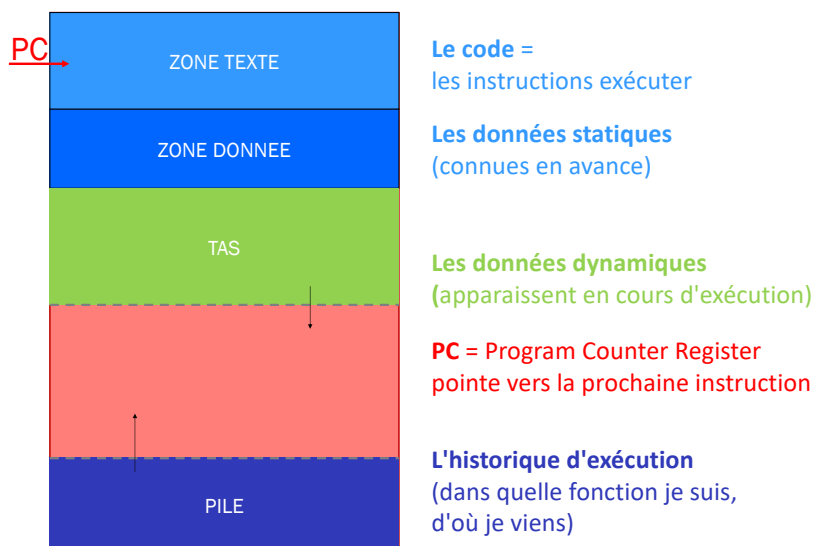 PC
ZONE TEXTE
Le code =
les instructions exécuter
ZONE DONNEE
Les données statiques
(connues en avance)
TAS
Les données dynamiques
(apparaissent en cours d'exécution)
PC = Program Counter Register
pointe vers la prochaine instruction
PILE
L'historique d'exécution
(dans quelle fonction je suis,
d'où je viens)